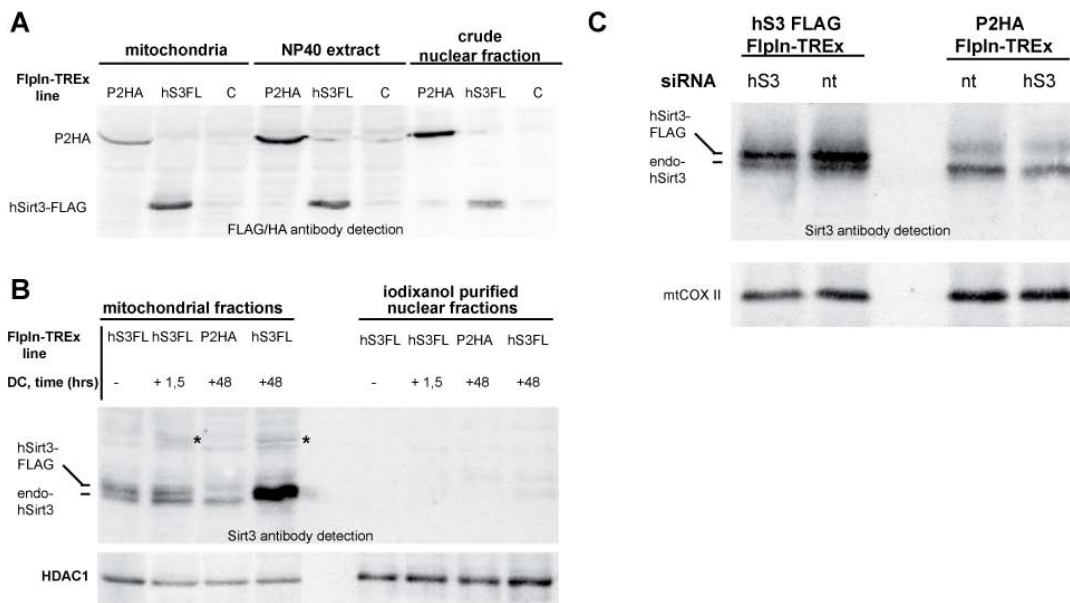 A
mitochondria NP40 extract crude nuclear fraction
FlpIn-TREx line
P2HA hS3FL C P2HA hS3FL C P2HA hS3FL C
P2HA
hSirt3-FLAG
FLAG/HA antibody detection
B
mitochondrial fractions iodixanol purified nuclear fractions
FlpIn-TREx line
hS3FL hS3FL P2HA hS3FL hS3FL hS3FL P2HA hS3FL
DC, time (hrs) - + 1,5 +48 +48 - + 1,5 +48 +48
* *
hSirt3-FLAG
endo-hSirt3
Sirt3 antibody detection
HDAC1
C
hS3 FLAG FlpIn-TREx P2HA FlpIn-TREx
siRNA hS3 nt nt hS3
hSirt3-FLAG
endo-hSirt3
Sirt3 antibody detection
mtCOX II